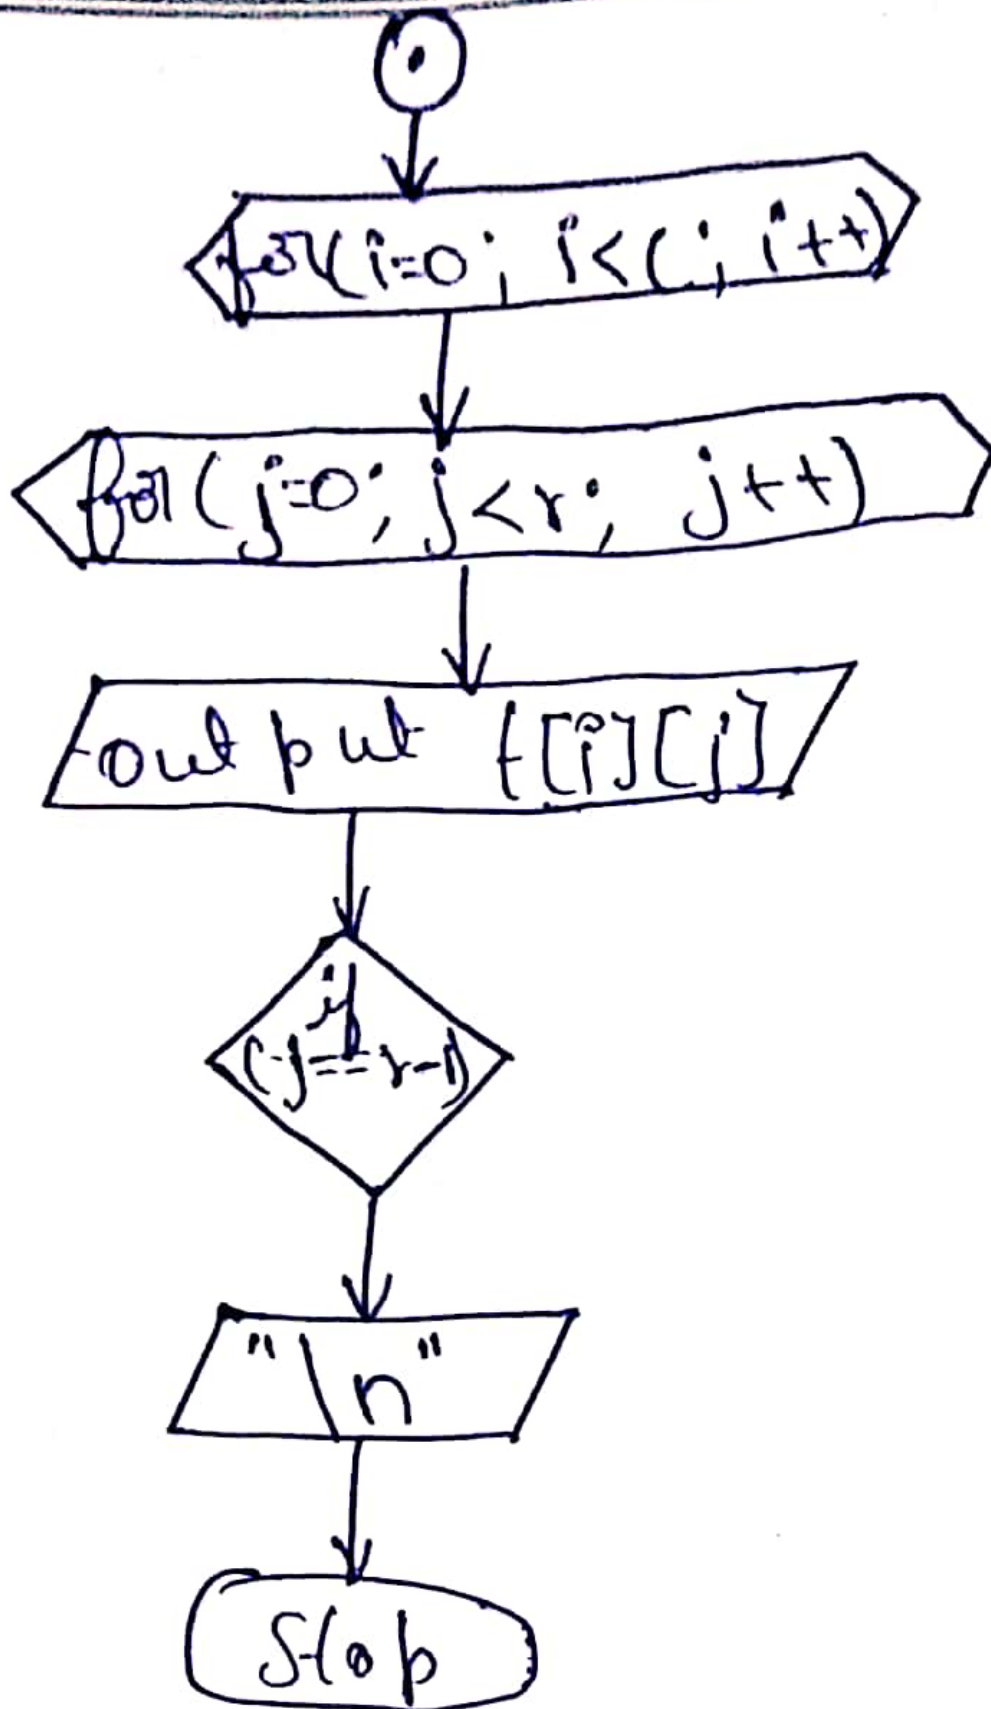 for(i=0; i<c; i++)
for(j=0; j<r; j++)
output t[i][j]
if
(j==r-1)
"\n"
Stop